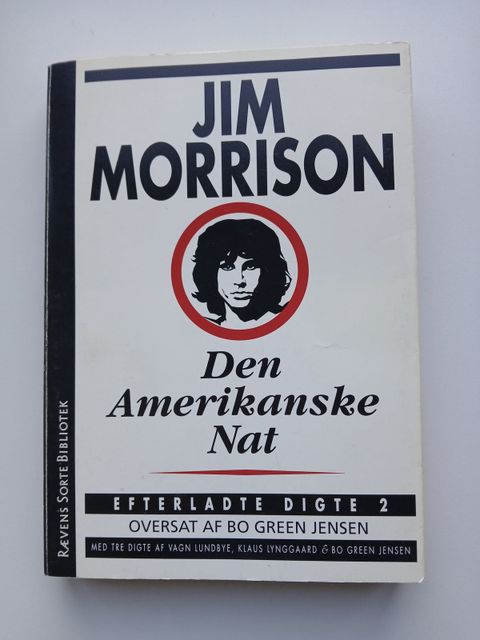 JIM
MORRISON
Den
Amerikanske
Nat
EFTERLADTE DIGTE 2
OVERSAT AF BO GREEN JENSEN
MED TRE DIGTE AF VAGN LUNDBYE, KLAUS LYNGGAARD & BO GREEN JENSEN
RÆVENS SORTE BIBLIOTEK